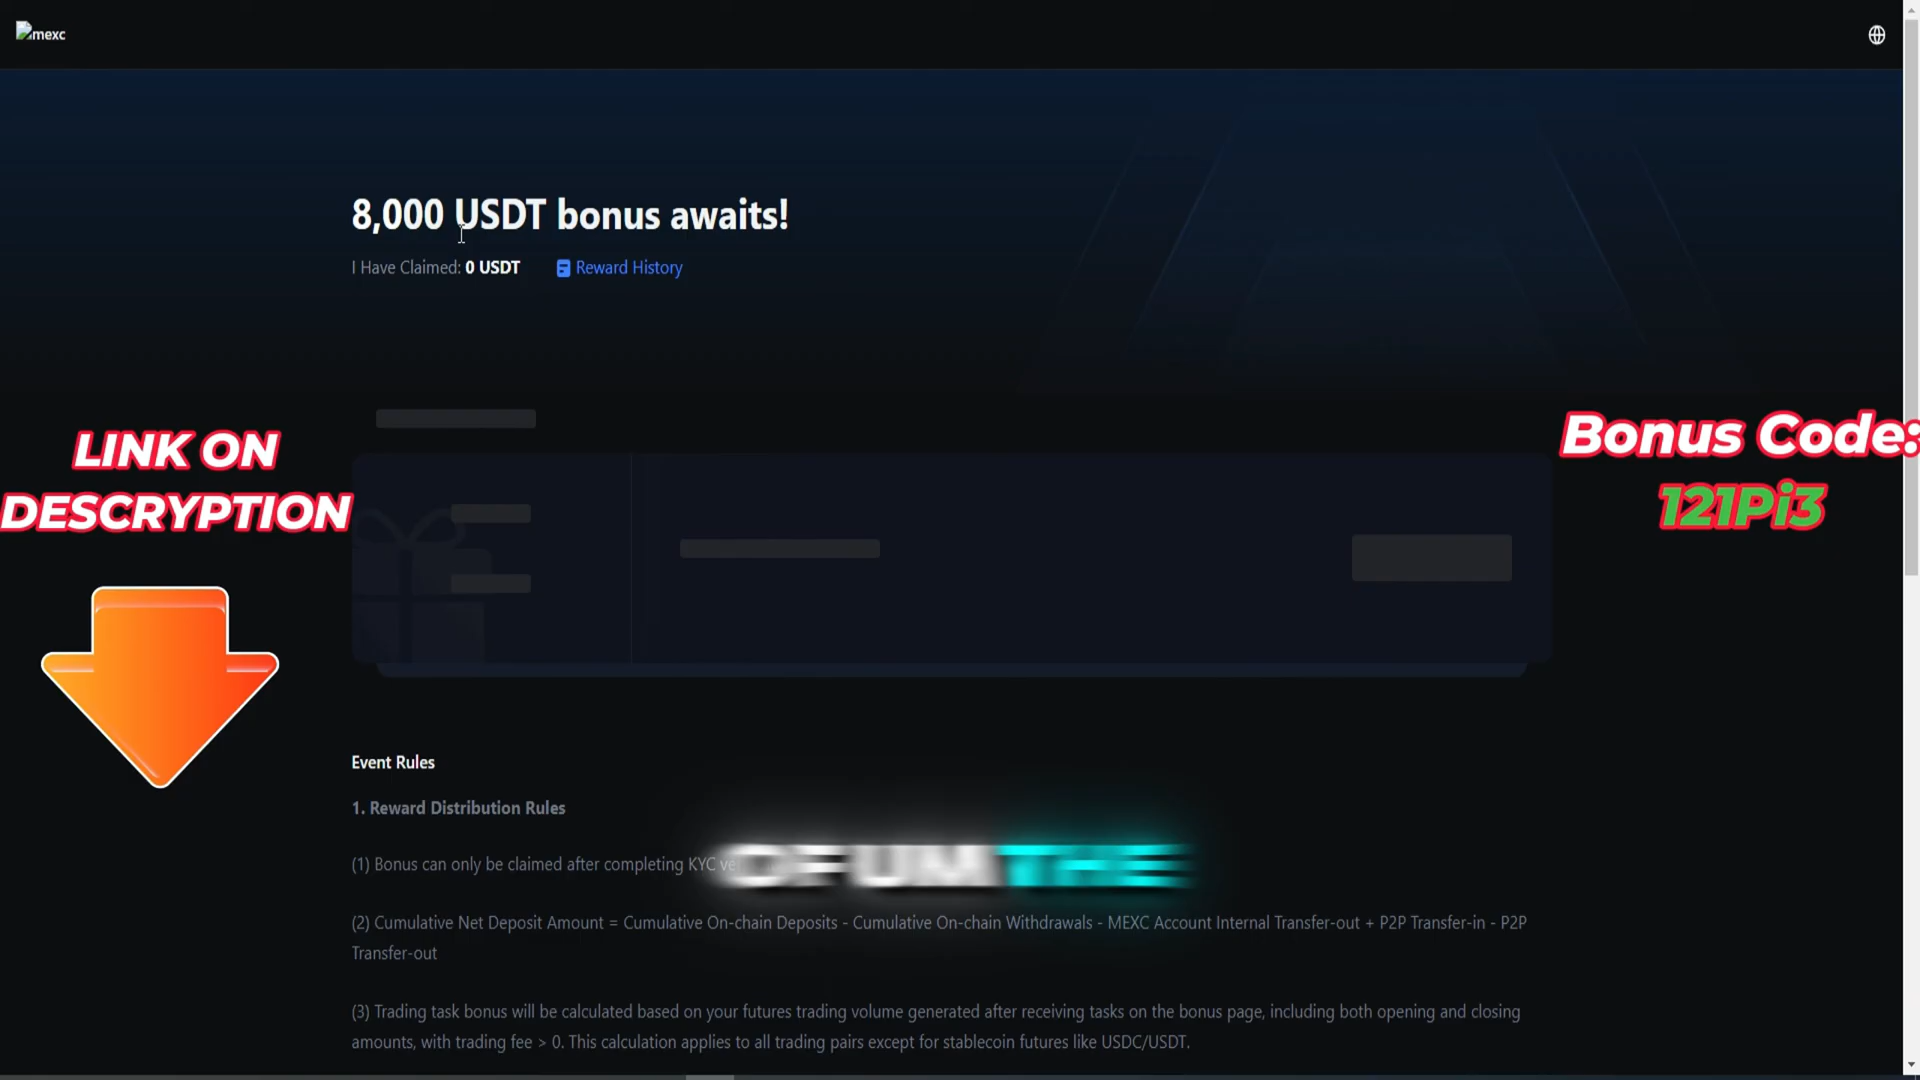 mexc
8,000 USDT bonus awaits!
I Have Claimed: 0 USDT Reward History
LINK ON
DESCRYPTION
Bonus Code:
121Pi3
Event Rules
1. Reward Distribution Rules
(1) Bonus can only be claimed after completing KYC
OF UM THE
(2) Cumulative Net Deposit Amount = Cumulative On-chain Deposits - Cumulative On-chain Withdrawals - MEXC Account Internal Transfer-out + P2P Transfer-in - P2P
Transfer-out
(3) Trading task bonus will be calculated based on your futures trading volume generated after receiving tasks on the bonus page, including both opening and closing
amounts, with trading fee > 0. This calculation applies to all trading pairs except for stablecoin futures like USDC/USDT.